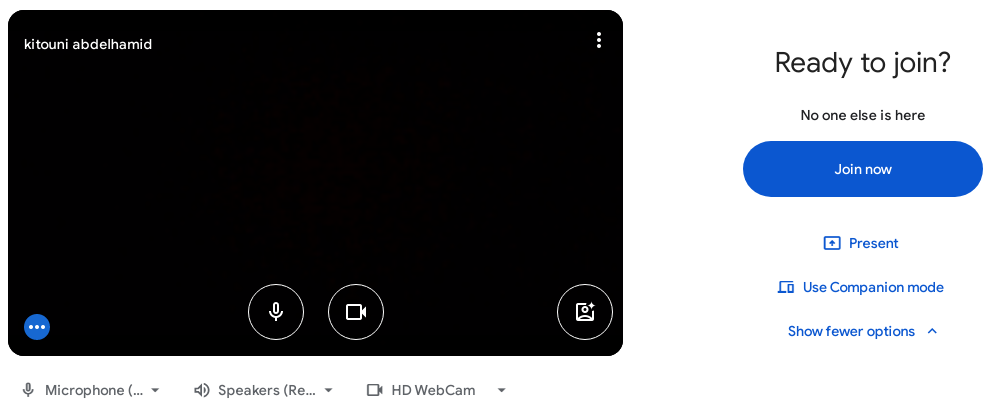 kitouni abdelhamid
Ready to join?
No one else is here
Join now
Present
Use Companion mode
Show fewer options
Microphone (...
Speakers (Re...
HD WebCam